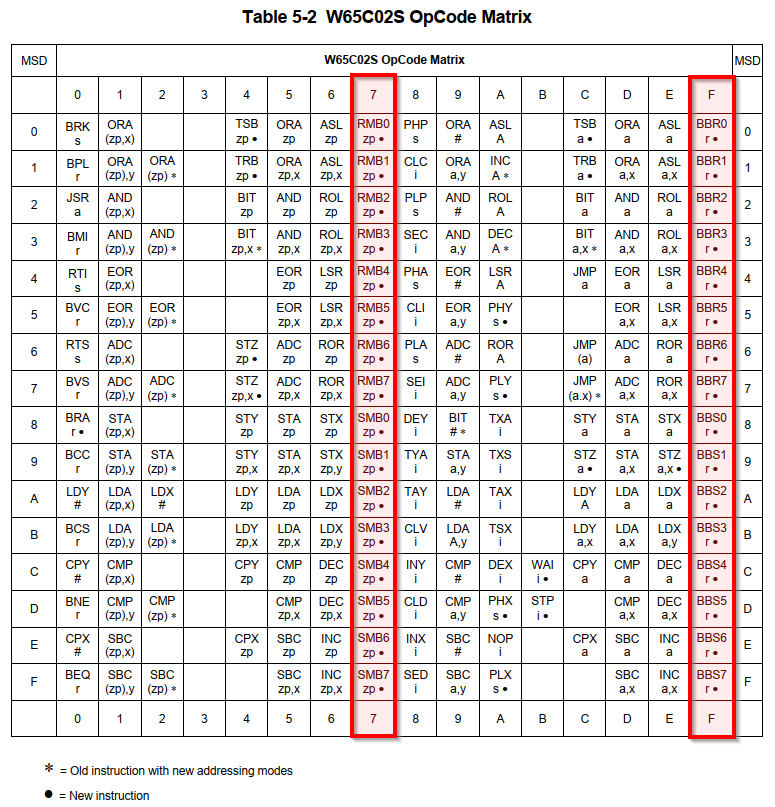 Table 5-2 W65C02S OpCode Matrix
MSD W65C02S OpCode Matrix MSD
0 1 2 3 4 5 6 7 8 9 A B C D E F
0 BRK ORA TSB ORA ASL RMB0 PHP ORA ASL TSB ORA ASL BBR0 0
s (zp,x) zp • zp zp zp • s # A a • a a r •
1 BPL ORA ORA TRB ORA ASL RMB1 CLC ORA INC TRB ORA ASL BBR1 1
r (zp),y (zp) * zp • zp,x zp,x zp • i a,y A * a • a,x a,x r •
2 JSR AND BIT AND ROL RMB2 PLP AND ROL BIT AND ROL BBR2 2
a (zp,x) zp zp zp zp • s # A a a a r •
3 BMI AND AND BIT AND ROL RMB3 SEC AND DEC BIT AND ROL BBR3 3
r (zp),y (zp) * zp,x * zp,x zp,x zp • i a,y A * a,x * a,x a,x r •
4 RTI EOR EOR LSR RMB4 PHA EOR LSR JMP EOR LSR BBR4 4
s (zp,x) zp zp zp • s # A a a a r •
5 BVC EOR EOR EOR LSR RMB5 CLI EOR PHY EOR LSR BBR5 5
r (zp),y (zp) * zp,x zp,x zp • i a,y s • a,x a,x r •
6 RTS ADC STZ ADC ROR RMB6 PLA ADC ROR JMP ADC ROR BBR6 6
s (zp,x) zp • zp zp zp • s # A (a) a a r •
7 BVS ADC ADC STZ ADC ROR RMB7 SEI ADC PLY JMP ADC ROR BBR7 7
r (zp),y (zp) * zp,x • zp,x zp,x zp • i a,y s • (a.x) * a,x a,x r •
8 BRA STA STY STA STX SMB0 DEY BIT TXA STY STA STX BBS0 8
r • (zp,x) zp zp zp zp • i # * i a a a r •
9 BCC STA STA STY STA STX SMB1 TYA STA TXS STZ STA STZ BBS1 9
r (zp),y (zp) * zp,x zp,x zp,y zp • i a,y i a • a,x a,x • r •
A LDY LDA LDX LDY LDA LDX SMB2 TAY LDA TAX LDY LDA LDX BBS2 A
# (zp,x) # zp zp zp zp • i # i A a a r •
B BCS LDA LDA LDY LDA LDX SMB3 CLV LDA TSX LDY LDA LDX BBS3 B
r (zp),y (zp) * zp,x zp,x zp,y zp • i A,y i a,x a,x a,y r •
C CPY CMP CPY CMP DEC SMB4 INY CMP DEX WAI CPY CMP DEC BBS4 C
# (zp,x) zp zp zp zp • i # i i • a a a r •
D BNE CMP CMP CMP DEC SMB5 CLD CMP PHX STP CMP DEC BBS5 D
r (zp),y (zp) * zp,x zp,x zp • i a,y s • i • a,x a,x r •
E CPX SBC CPX SBC INC SMB6 INX SBC NOP CPX SBC INC BBS6 E
# (zp,x) zp zp zp zp • i # i a a a r •
F BEQ SBC SBC SBC INC SMB7 SED SBC PLX SBC INC BBS7 F
r (zp),y (zp) * zp,x zp,x zp • i a,y s • a,x a,x r •
0 1 2 3 4 5 6 7 8 9 A B C D E F
* = Old instruction with new addressing modes
• = New instruction